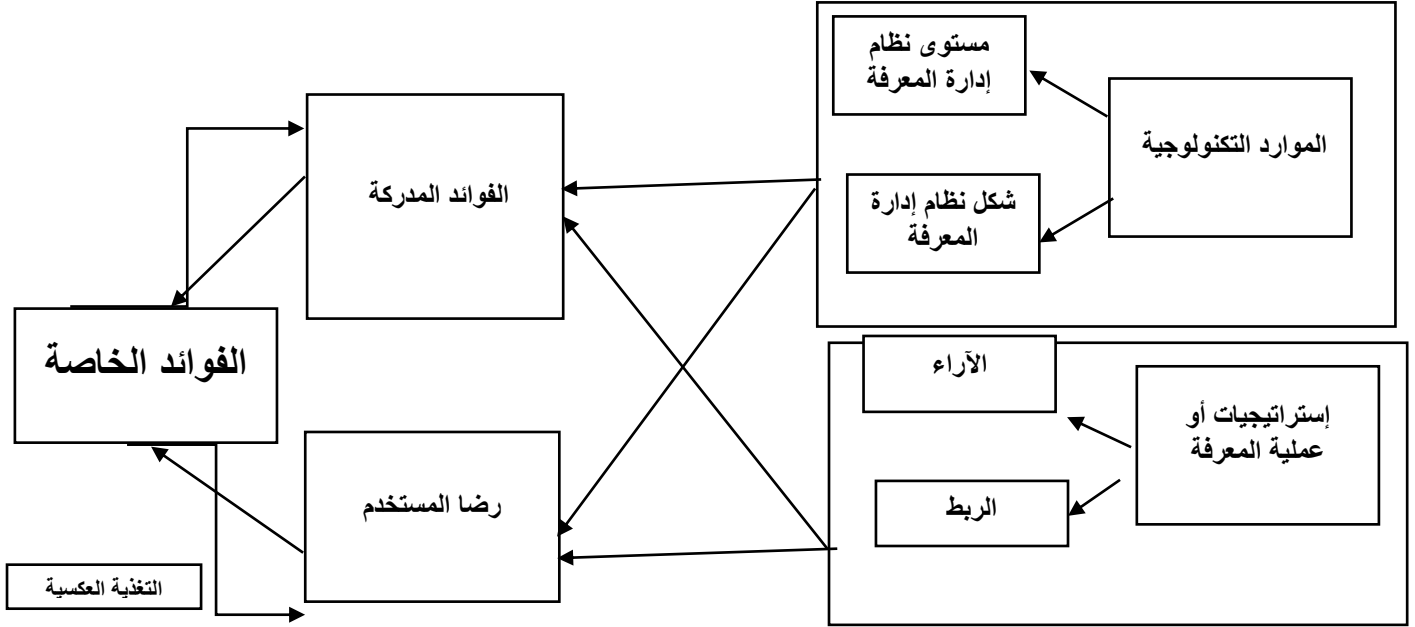 مستوى نظام
إدارة المعرفة
الموارد التكنولوجية
شكل نظام إدارة
المعرفة
الفوائد المدركة
الفوائد الخاصة
الآراء
إستراتيجيات أو
عملية المعرفة
الربط
رضا المستخدم
التغذية العكسية